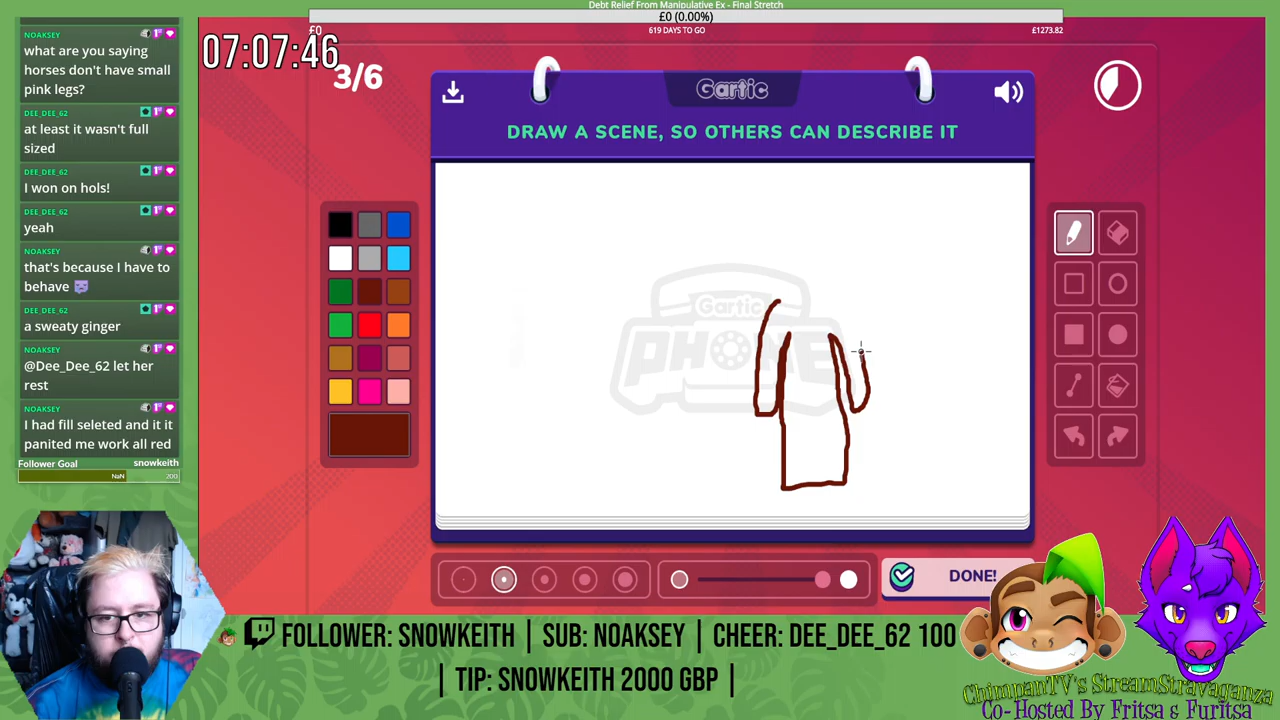 Debt Relief From Manipulative Ex - Final Stretch
£0 (0.00%)
£0
619 DAYS TO GO
£1273.82
07:07:46
3/6
Gartic
DRAW A SCENE, SO OTHERS CAN DESCRIBE IT
Gartic
PHONE
NOAKSEY
what are you saying
horses don't have small
pink legs?
DEE_DEE_62
at least it wasn't full
sized
DEE_DEE_62
I won on hols!
DEE_DEE_62
yeah
NOAKSEY
that's because I have to
behave
DEE_DEE_62
a sweaty ginger
NOAKSEY
@Dee_Dee_62 let her
rest
NOAKSEY
I had fill seleted and it it
panited me work all red
Follower Goal
snowkeith
NaN
200
DONE!
FOLLOWER: SNOWKEITH | SUB: NOAKSEY | CHEER: DEE_DEE_62 100
| TIP: SNOWKEITH 2000 GBP |
ChimpanTV's StreamStravaganza
Co-Hosted By Fritsa & Furitsa